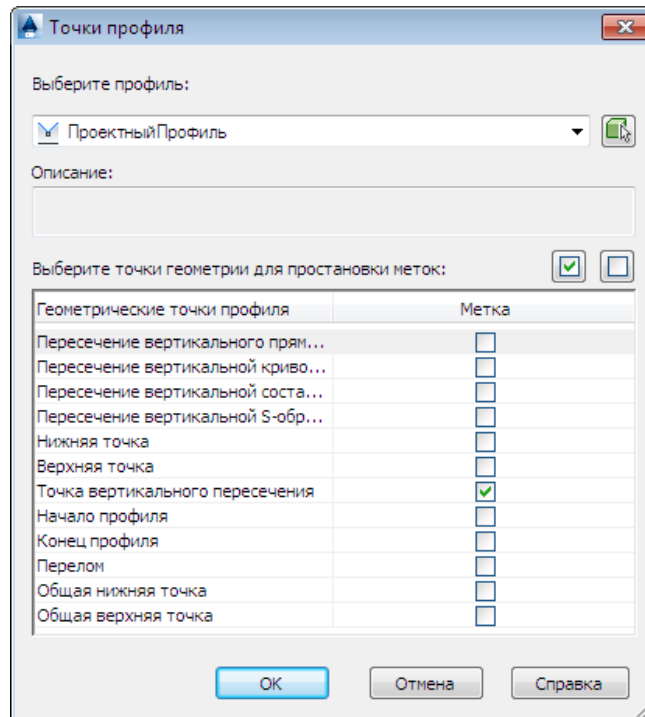 Точки профиля
Выберите профиль:
ПроектныйПрофиль
Описание:
Выберите точки геометрии для простановки меток:
Геометрические точки профиля Метка
Пересечение вертикального прям...
Пересечение вертикальной криво...
Пересечение вертикальной соста...
Пересечение вертикальной S-обр...
Нижняя точка
Верхняя точка
Точка вертикального пересечения
Начало профиля
Конец профиля
Перелом
Общая нижняя точка
Общая верхняя точка
OK Отмена Справка